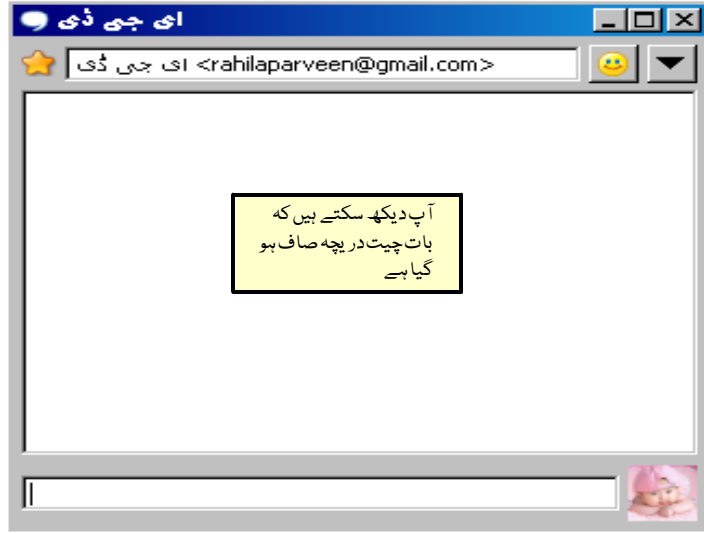 ای جی ڈی
ای جی ڈی <rahilaparveen@gmail.com>
آپ دیکھ سکتے ہیں کہ
بات چیت دریچہ صاف ہو
گیا ہے